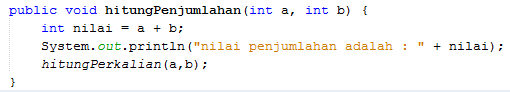 public void hitungPenjumlahan(int a, int b) {
    int nilai = a + b;
    System.out.println("nilai penjumlahan adalah : " + nilai);
    hitungPerkalian(a,b);
}